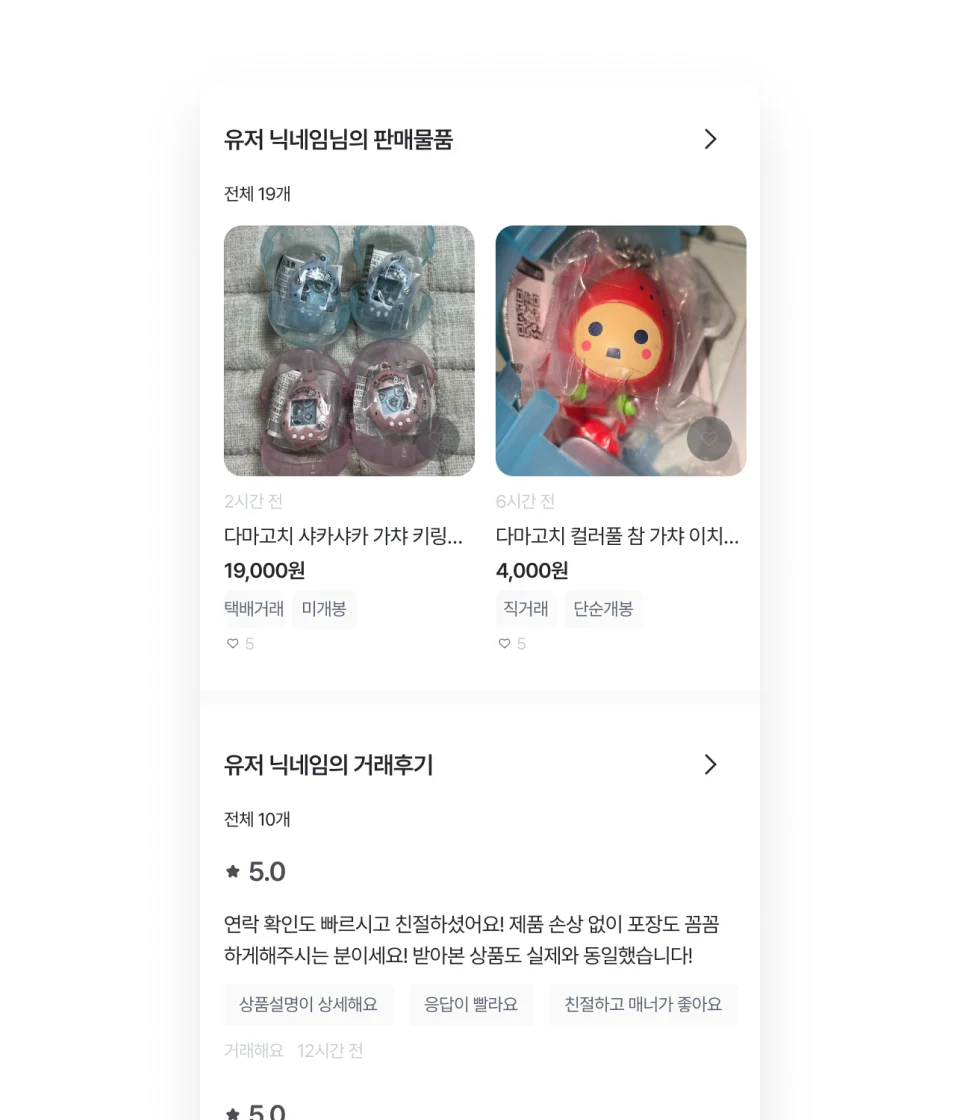 유저 닉네임님의 판매물품
전체 19개
2시간 전
다마고치 샤카샤카 가챠 키링...
19,000원
택배거래 미개봉
5
6시간 전
다마고치 컬러풀 참 가챠 이치...
4,000원
직거래 단순개봉
5
유저 닉네임의 거래후기
전체 10개
5.0
연락 확인도 빠르시고 친절하셨어요! 제품 손상 없이 포장도 꼼꼼
하게해주시는 분이세요! 받아본 상품도 실제와 동일했습니다!
상품설명이 상세해요 응답이 빨라요 친절하고 매너가 좋아요
거래해요 12시간 전
5.0